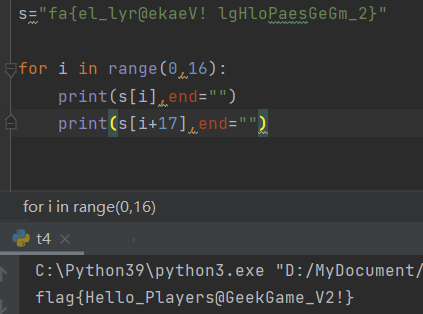 s="fa{el_lyr@ekaeV! lgHloPaesGeGm_2}"
for i in range(0,16):
print(s[i],end="")
print(s[i+17],end="")
for i in range(0,16)
t4 ×
C:\Python39\python3.exe "D:/MyDocument/
flag{Hello_Players@GeekGame_V2!}